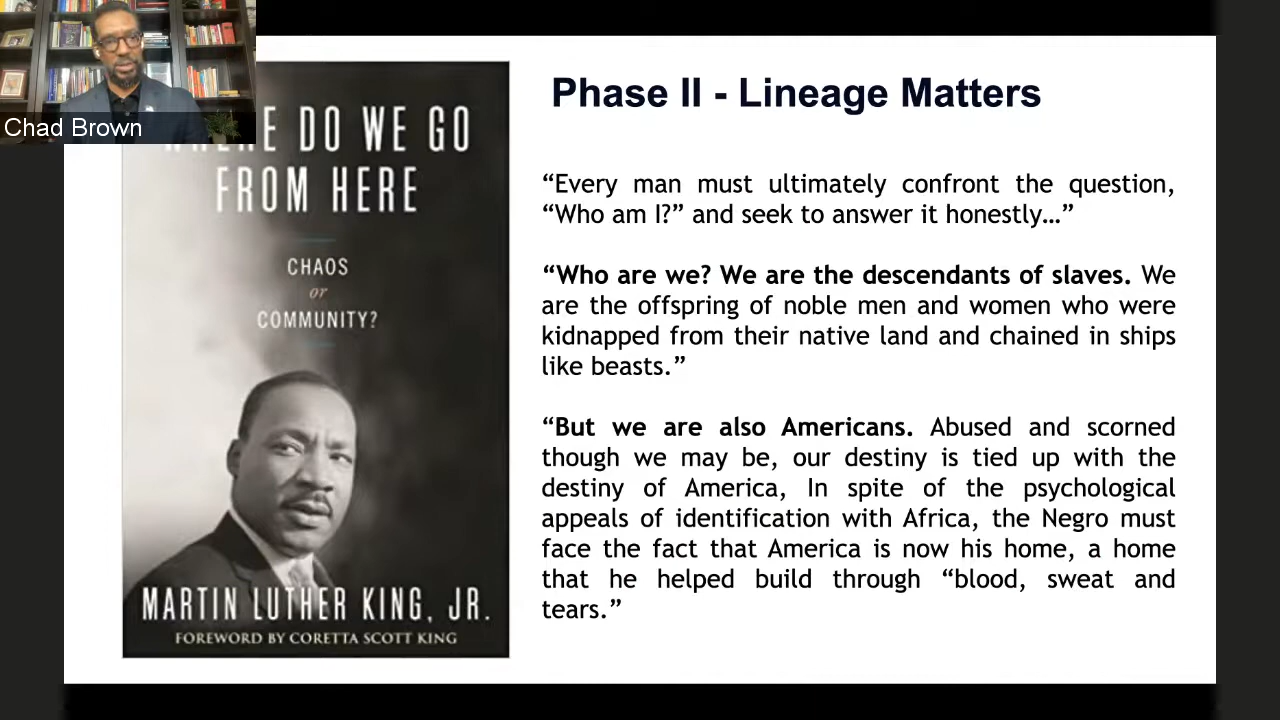 Chad Brown
DO WE GO
FROM HERE
CHAOS
or
COMMUNITY?
MARTIN LUTHER KING, JR.
FOREWORD BY CORETTA SCOTT KING
Phase II - Lineage Matters
“Every man must ultimately confront the question,
“Who am I?” and seek to answer it honestly…”
“Who are we? We are the descendants of slaves. We
are the offspring of noble men and women who were
kidnapped from their native land and chained in ships
like beasts.”
“But we are also Americans. Abused and scorned
though we may be, our destiny is tied up with the
destiny of America, In spite of the psychological
appeals of identification with Africa, the Negro must
face the fact that America is now his home, a home
that he helped build through “blood, sweat and
tears.”